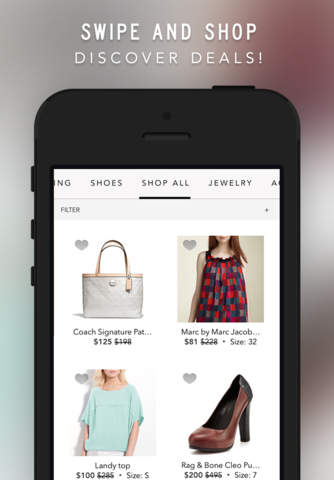 SWIPE AND SHOP
DISCOVER DEALS!
ING SHOES SHOP ALL JEWELRY AC
FILTER +
Coach Signature Pat...
$125 $198
Marc by Marc Jacob...
$81 $228 • Size: 32
Landy top
$100 $285 • Size: S
Rag & Bone Cleo Pu...
$200 $495 • Size: 7